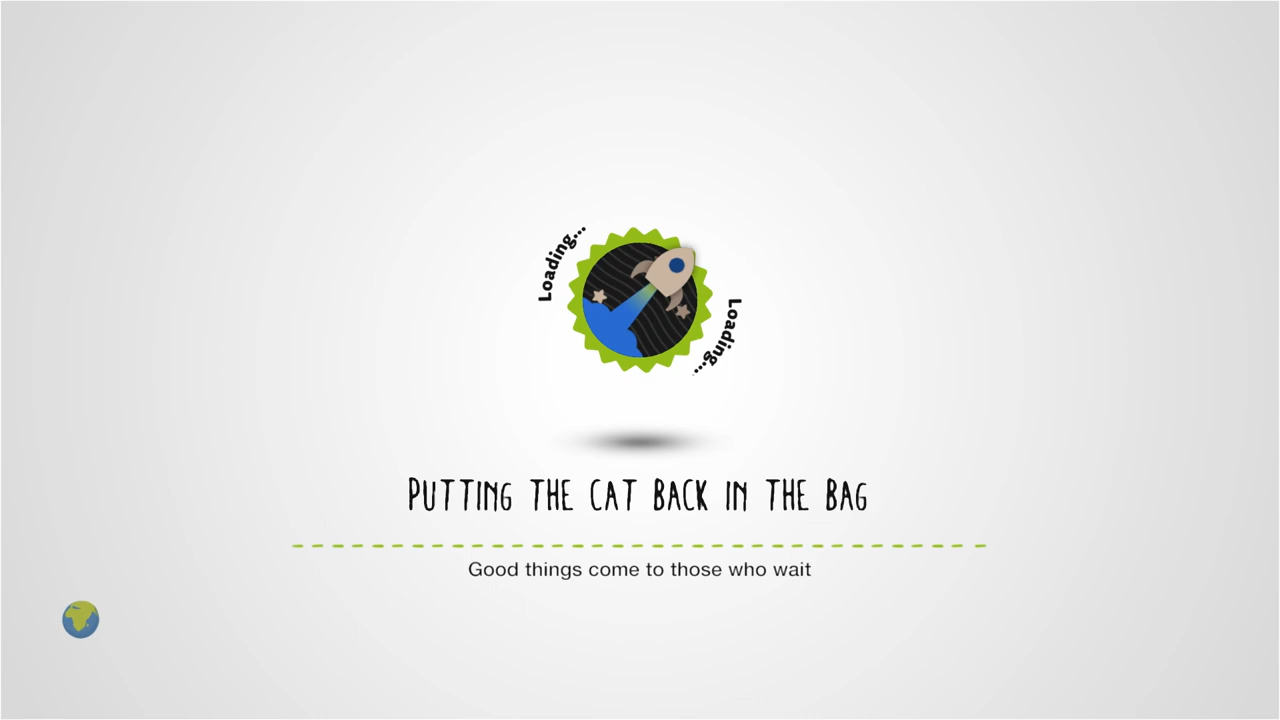 Loading...
Loading...
Putting the cat back in the bag
Good things come to those who wait